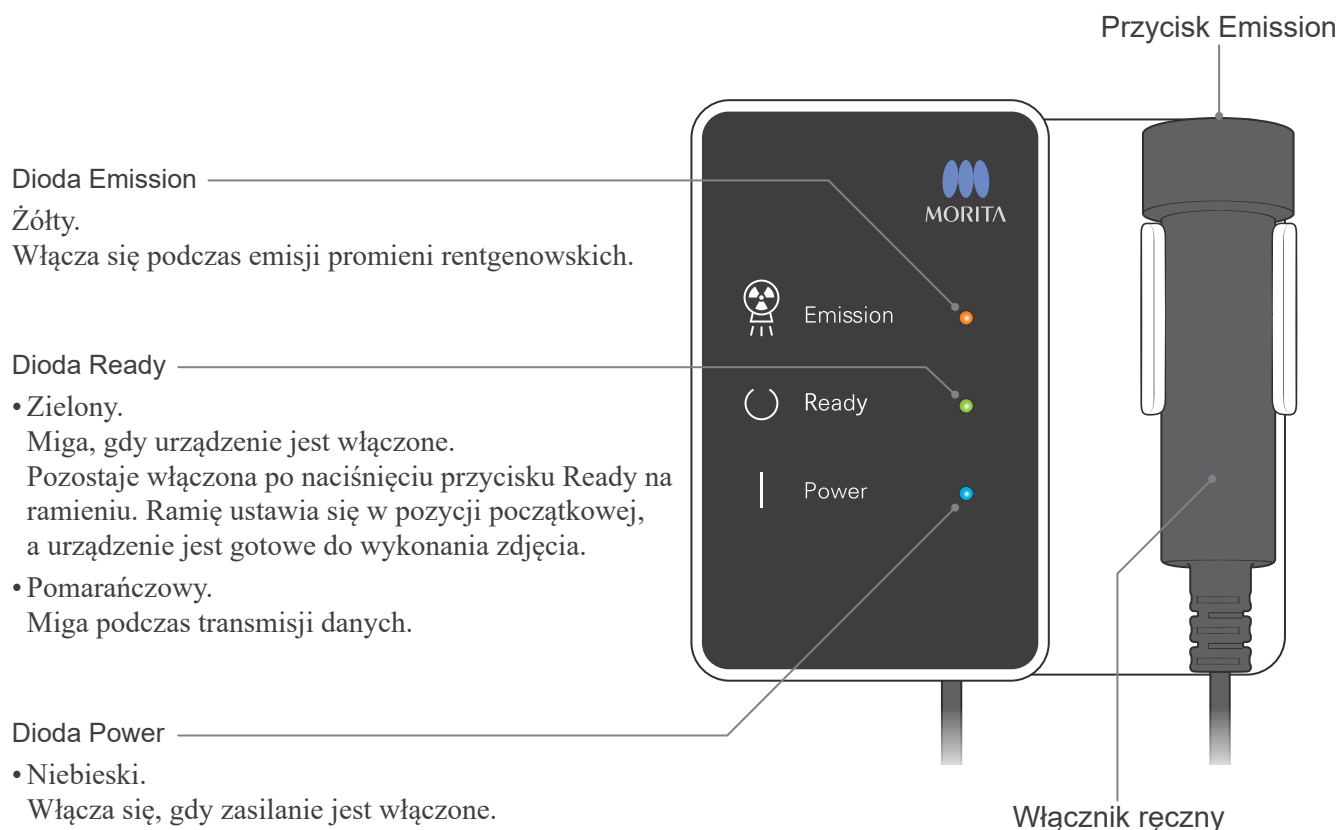 Przycisk Emission
Dioda Emission
Żółty.
Włącza się podczas emisji promieni rentgenowskich.
MORITA
Emission
Dioda Ready
• Zielony.
Miga, gdy urządzenie jest włączone.
Pozostaje włączona po naciśnięciu przycisku Ready na
ramieniu. Ramię ustawia się w pozycji początkowej,
a urządzenie jest gotowe do wykonania zdjęcia.
• Pomarańczowy.
Miga podczas transmisji danych.
Ready
Power
Dioda Power
• Niebieski.
Włącza się, gdy zasilanie jest włączone.
Włącznik ręczny